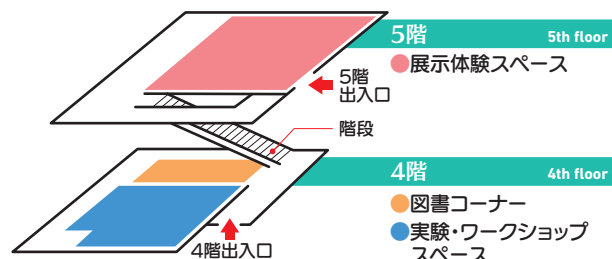 5階 5th floor
●展示体験スペース
5階
出入口
階段
4階 4th floor
●図書コーナー
●実験・ワークショップ
スペース
4階出入口